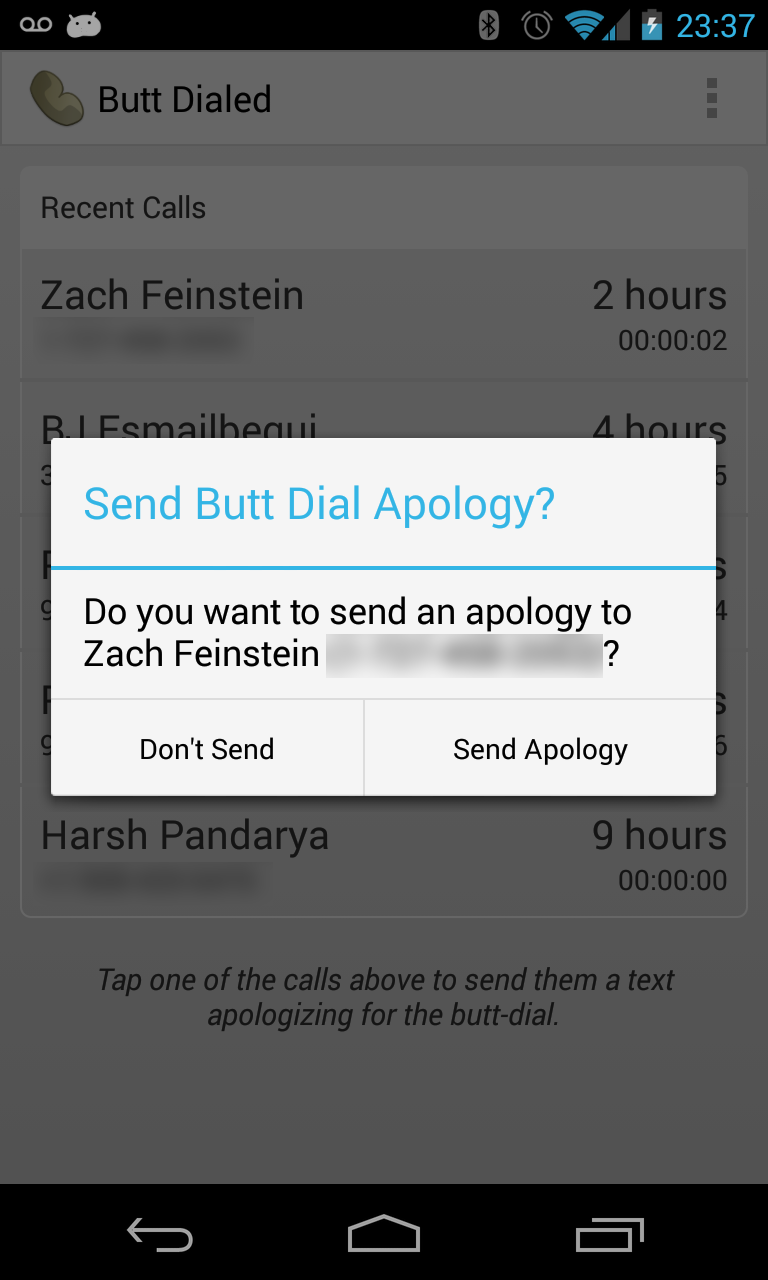 23:37
Butt Dialed
Recent Calls
Zach Feinstein 2 hours
00:00:02
BJ Esmailbegui 4 hours
3 5
Send Butt Dial Apology?
Do you want to send an apology to
Zach Feinstein ?
Don't Send Send Apology
Harsh Pandarya 9 hours
00:00:00
Tap one of the calls above to send them a text
apologizing for the butt-dial.